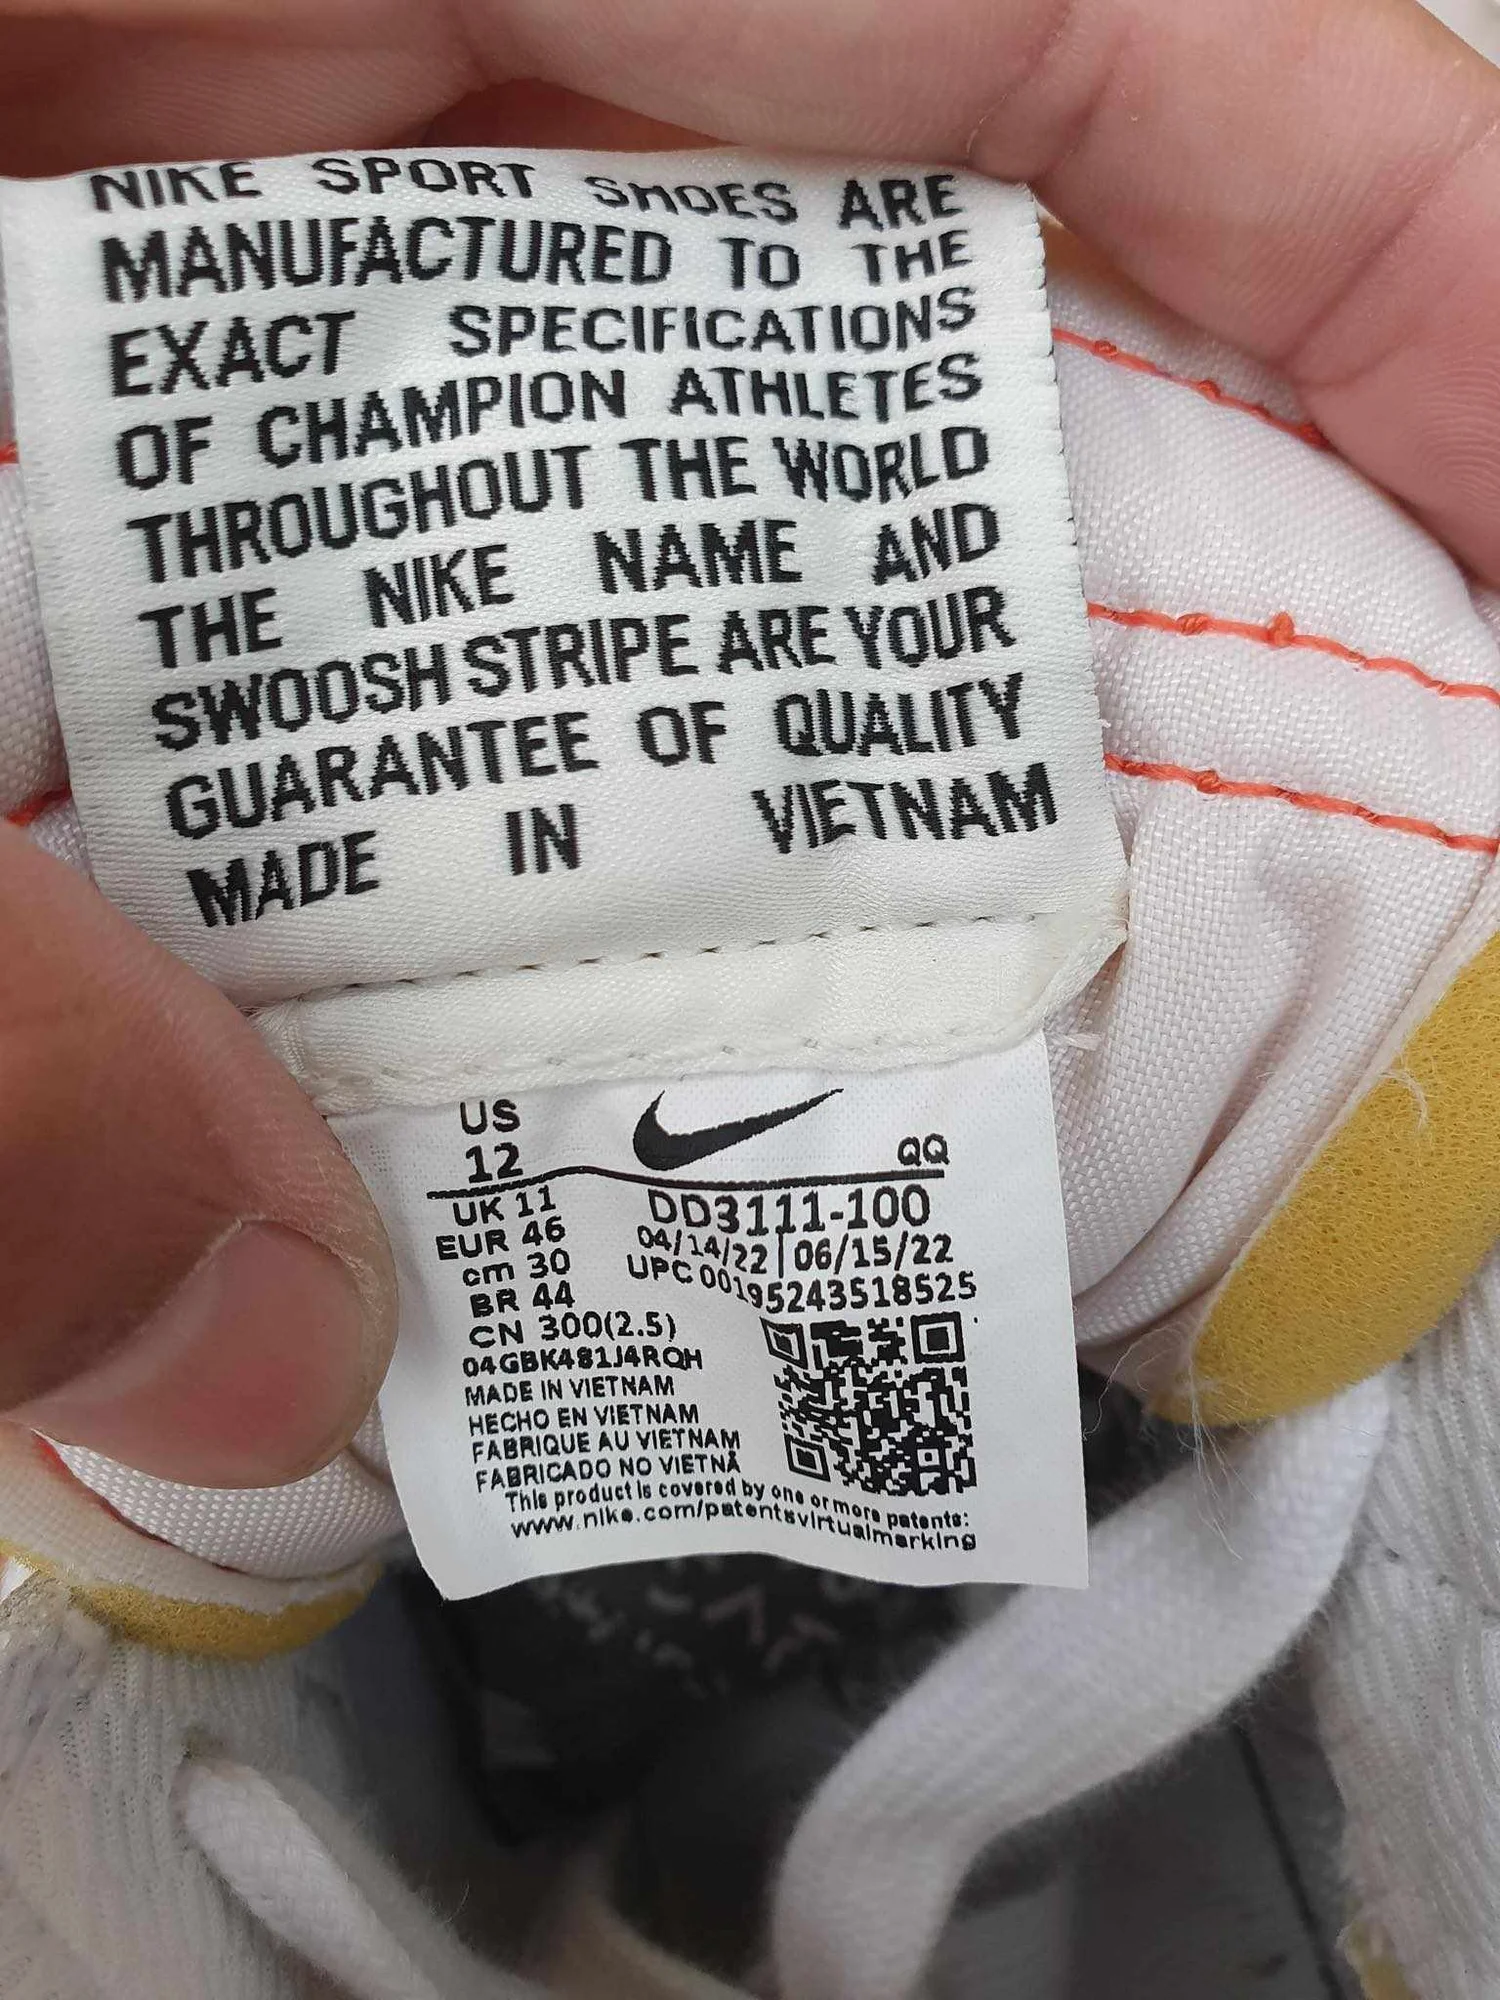 NIKE SPORT SHOES ARE
MANUFACTURED TO THE
EXACT SPECIFICATIONS
OF CHAMPION ATHLETES
THROUGHOUT THE WORLD
THE NIKE NAME AND
SWOOSH STRIPE ARE YOUR
GUARANTEE OF QUALITY
MADE IN VIETNAM
US
12
QQ
UK 11
EUR 46
cm 30
BR 44
CN 300(2.5)
DD3111-100
04/14/22 | 06/15/22
UPC 00195243518525
04GBK481J4RQH
MADE IN VIETNAM
HECHO EN VIETNAM
FABRIQUE AU VIETNAM
FABRICADO NO VIETNÃ
This product is covered by one or more patents:
www.nike.com/patentsvirtualmarking